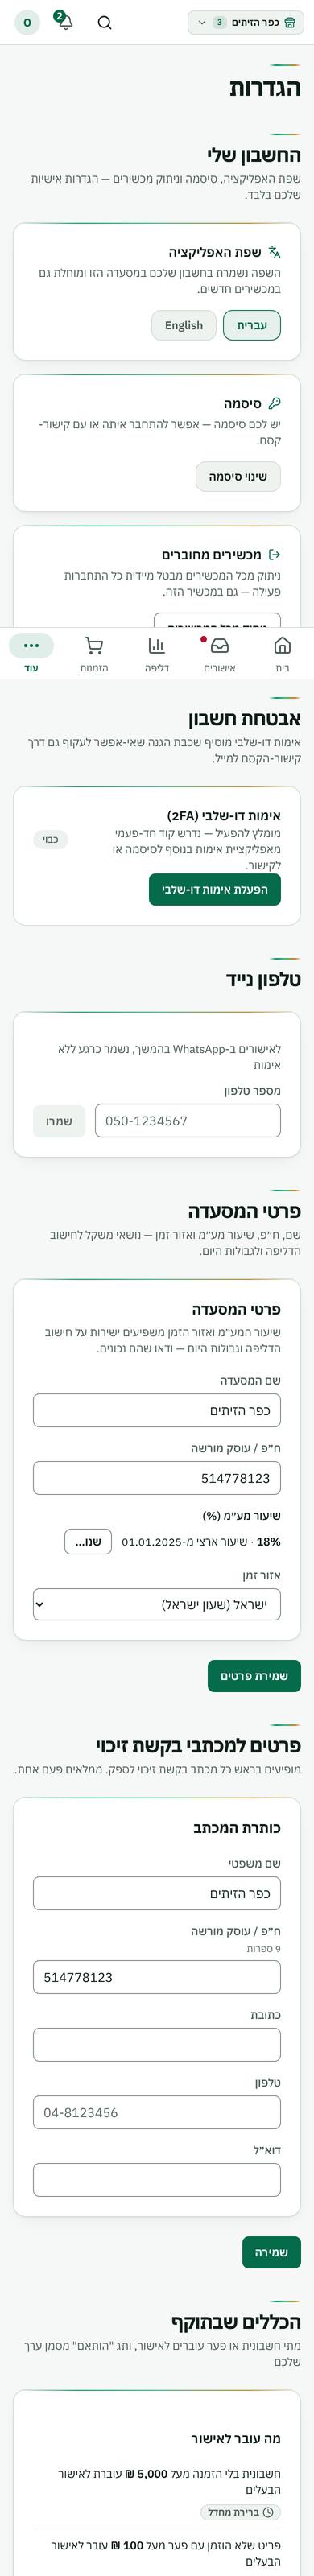 כפר הזיתים 3
2
O
הגדרות
החשבון שלי
שפת האפליקציה, סיסמה וניתוק מכשירים — הגדרות אישיות
שלכם בלבד.
שפת האפליקציה
השפה נשמרת בחשבון שלכם במסעדה הזו ומוחלת גם
במכשירים חדשים.
עברית
English
סיסמה
יש לכם סיסמה — אפשר להתחבר איתה או עם קישור-
קסם.
שינוי סיסמה
מכשירים מחוברים
ניתוק מכל המכשירים מבטל מיידית כל התחברות
פעילה — גם במכשיר הזה.
בית
אישורים
דליפה
הזמנות
עוד
אבטחת חשבון
אימות דו-שלבי מוסיף שכבת הגנה שאי-אפשר לעקוף גם דרך
קישור-הקסם למייל.
אימות דו-שלבי (2FA)
מומלץ להפעיל — נדרש קוד חד-פעמי
מאפליקציית אימות בנוסף לסיסמה או
לקישור.
כבוי
הפעלת אימות דו-שלבי
טלפון נייד
לאישורים ב-WhatsApp בהמשך, נשמר כרגע ללא
אימות
מספר טלפון
050-1234567
שמרו
פרטי המסעדה
שם, ח״פ, שיעור מע״מ ואזור זמן — נושאי משקל לחישוב
הדליפה ולגבולות היום.
פרטי המסעדה
שיעור המע״מ ואזור הזמן משפיעים ישירות על חישוב
הדליפה וגבולות היום — ודאו שהם נכונים.
שם המסעדה
כפר הזיתים
ח״פ / עוסק מורשה
514778123
שיעור מע״מ (%)
18% · שיעור ארצי מ-01.01.2025
שנו…
אזור זמן
ישראל (שעון ישראל)
שמירת פרטים
פרטים למכתבי בקשת זיכוי
מופיעים בראש כל מכתב בקשת זיכוי לספק. ממלאים פעם אחת.
כותרת המכתב
שם משפטי
כפר הזיתים
ח״פ / עוסק מורשה
9 ספרות
514778123
כתובת
טלפון
04-8123456
דוא״ל
שמירה
הכללים שבתוקף
מתי חשבונית או פער עוברים לאישור, ותג "הותאם" מסמן ערך
שלכם
מה עובר לאישור
חשבונית בלי הזמנה מעל 5,000 ₪ עוברת לאישור
הבעלים
ברירת מחדל
פריט שלא הוזמן עם פער מעל 100 ₪ עובר לאישור
הבעלים